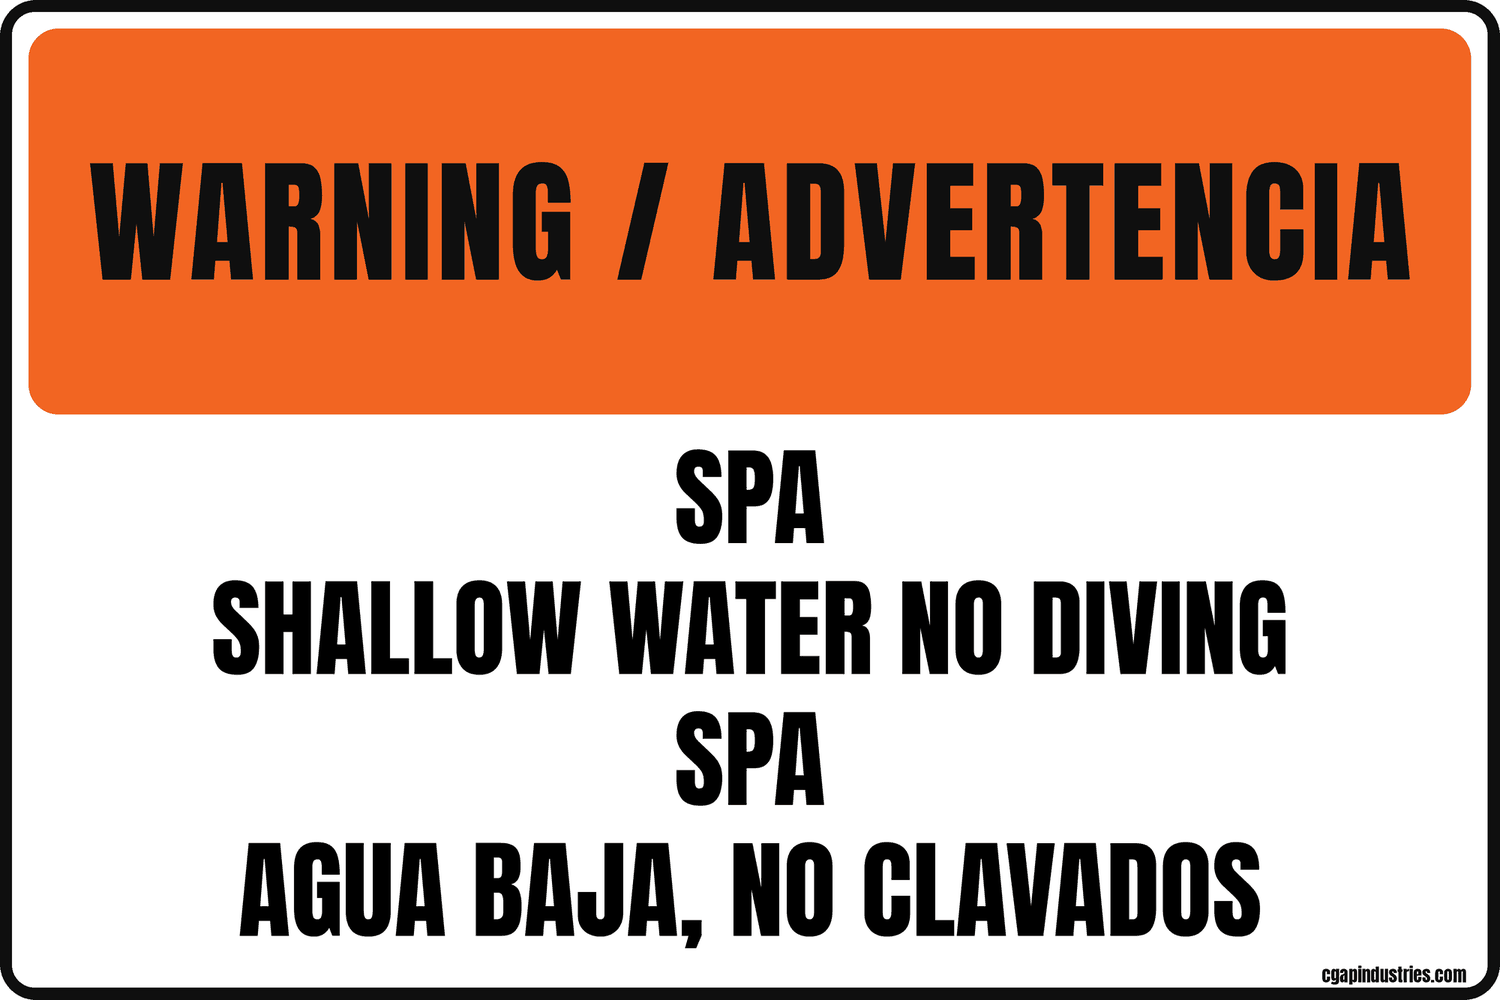 WARNING / ADVERTENCIA
SPA
SHALLOW WATER NO DIVING
SPA
AGUA BAJA, NO CLAVADOS
cgapindustries.com